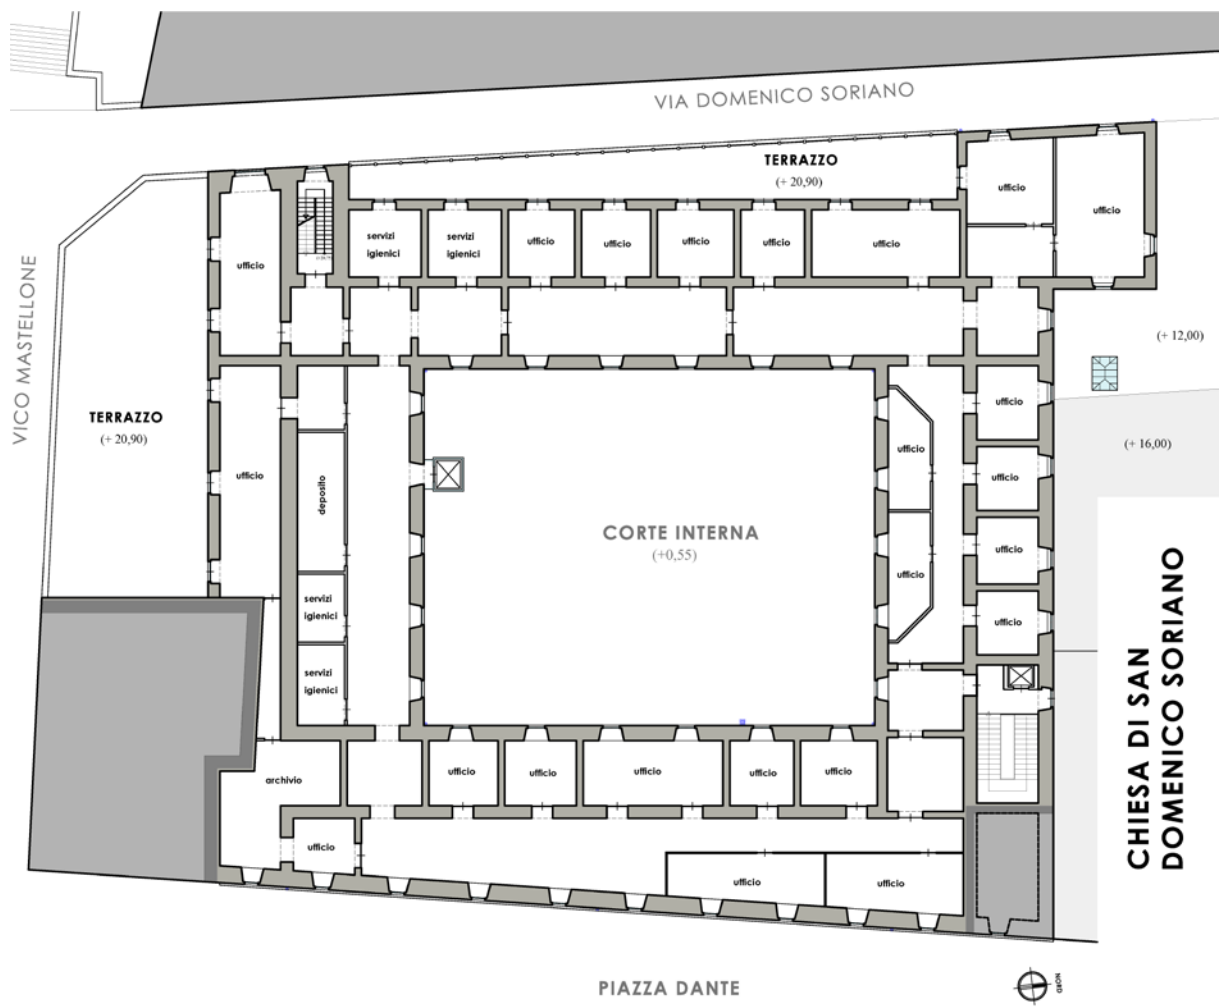 VIA DOMENICO SORIANO
TERRAZZO
(+ 20,90)
ufficio
ufficio
servizi
igienici
servizi
igienici
ufficio
ufficio
ufficio
ufficio
ufficio
ufficio
VICO MASTELLONE
(+ 12,00)
TERRAZZO
(+ 20,90)
ufficio
(+ 16,00)
ufficio
ufficio
ufficio
deposito
ufficio
CORTE INTERNA
(+0,55)
ufficio
ufficio
servizi
igienici
ufficio
servizi
igienici
CHIESA DI SAN
DOMENICO SORIANO
archivio
ufficio
ufficio
ufficio
ufficio
ufficio
ufficio
ufficio
ufficio
PIAZZA DANTE
NORD